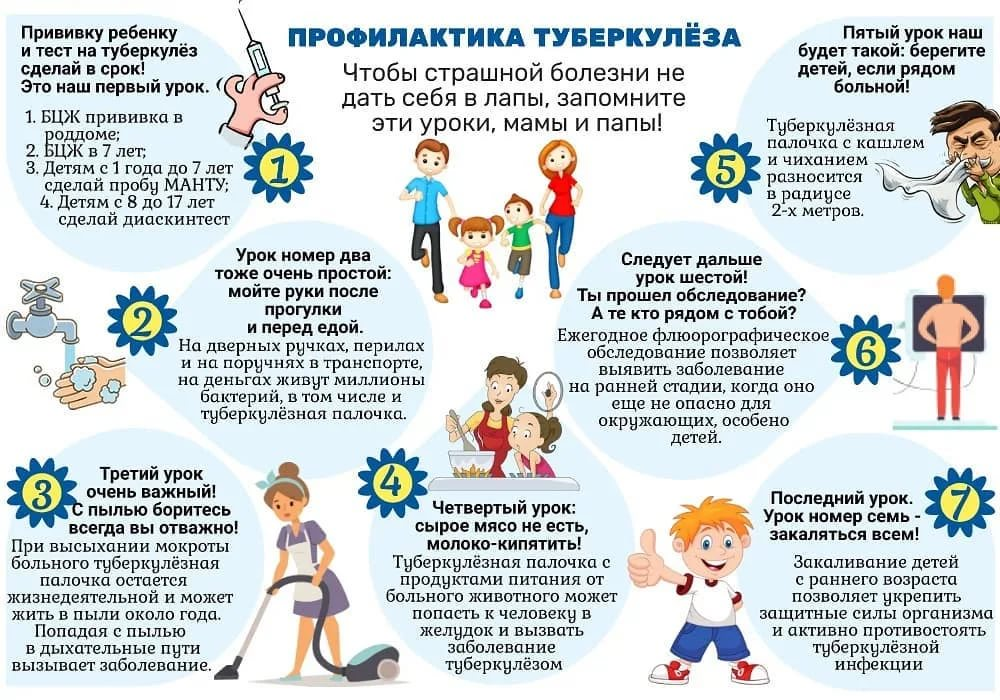 ПРОФИЛАКТИКА ТУБЕРКУЛЁЗА
Чтобы страшной болезни не
дать себя в лапы, запомните
эти уроки, мамы и папы!
Прививку ребенку
и тест на туберкулёз
сделай в срок!
Это наш первый урок.
1. БЦЖ прививка в
роддоме;
2. БЦЖ в 7 лет;
3. Детям с 1 года до 7 лет
сделай пробу МАНТУ;
4. Детям с 8 до 17 лет
сделай диаскинтест
1
Урок номер два
тоже очень простой:
мойте руки после
прогулки
и перед едой.
На дверных ручках, перилах
и на поручнях в транспорте,
на деньгах живут миллионы
бактерий, в том числе и
туберкулёзная палочка.
2
Третий урок
очень важный!
С пылью боритесь
всегда вы отважно!
При высыхании мокроты
больного туберкулёзная
палочка остается
жизнедеятельной и может
жить в пыли около года.
Попадая с пылью
в дыхательные пути
вызывает заболевание.
3
4
Четвертый урок:
сырое мясо не есть,
молоко-кипятить!
Туберкулёзная палочка с
продуктами питания от
больного животного может
попасть к человеку в
желудок и вызвать
заболевание
туберкулёзом
Пятый урок наш
будет такой: берегите
детей, если рядом
больной!
5
Туберкулёзная
палочка с кашлем
и чиханием
разносится
в радиусе
2-х метров.
Следует дальше
урок шестой!
Ты прошел обследование?
А те кто рядом с тобой?
Ежегодное флюорографическое
обследование позволяет
выявить заболевание
на ранней стадии, когда оно
еще не опасно для
окружающих, особено
детей.
6
Последний урок.
Урок номер семь -
закаляться всем!
7
Закаливание детей
с раннего возраста
позволяет укрепить
защитные силы организма
и активно противостоять
туберкулёзной
инфекции